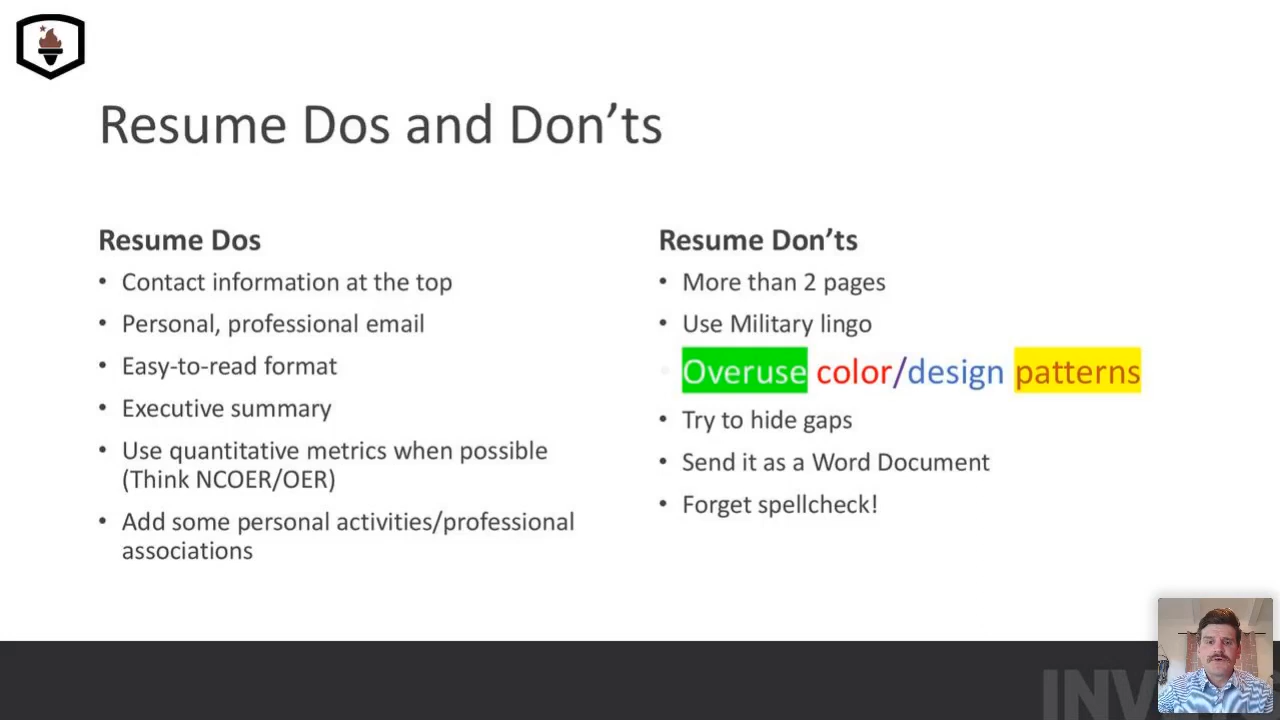 Resume Dos and Don’ts
Resume Dos
• Contact information at the top
• Personal, professional email
• Easy-to-read format
• Executive summary
• Use quantitative metrics when possible
(Think NCOER/OER)
• Add some personal activities/professional
associations
Resume Don’ts
• More than 2 pages
• Use Military lingo
• Overuse color/design patterns
• Try to hide gaps
• Send it as a Word Document
• Forget spellcheck!